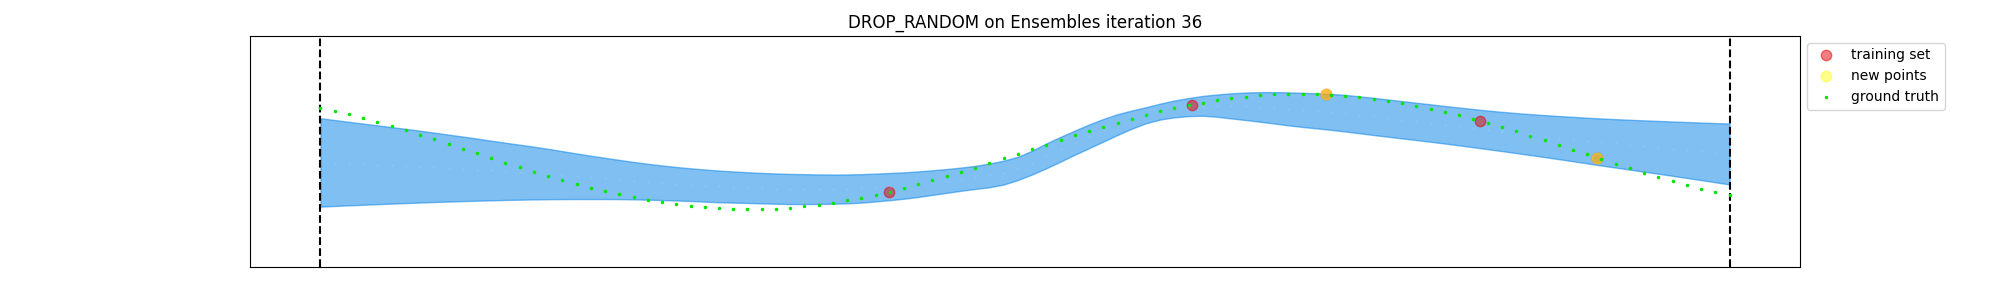 DROP_RANDOM on Ensembles iteration 36
training set
new points
ground truth